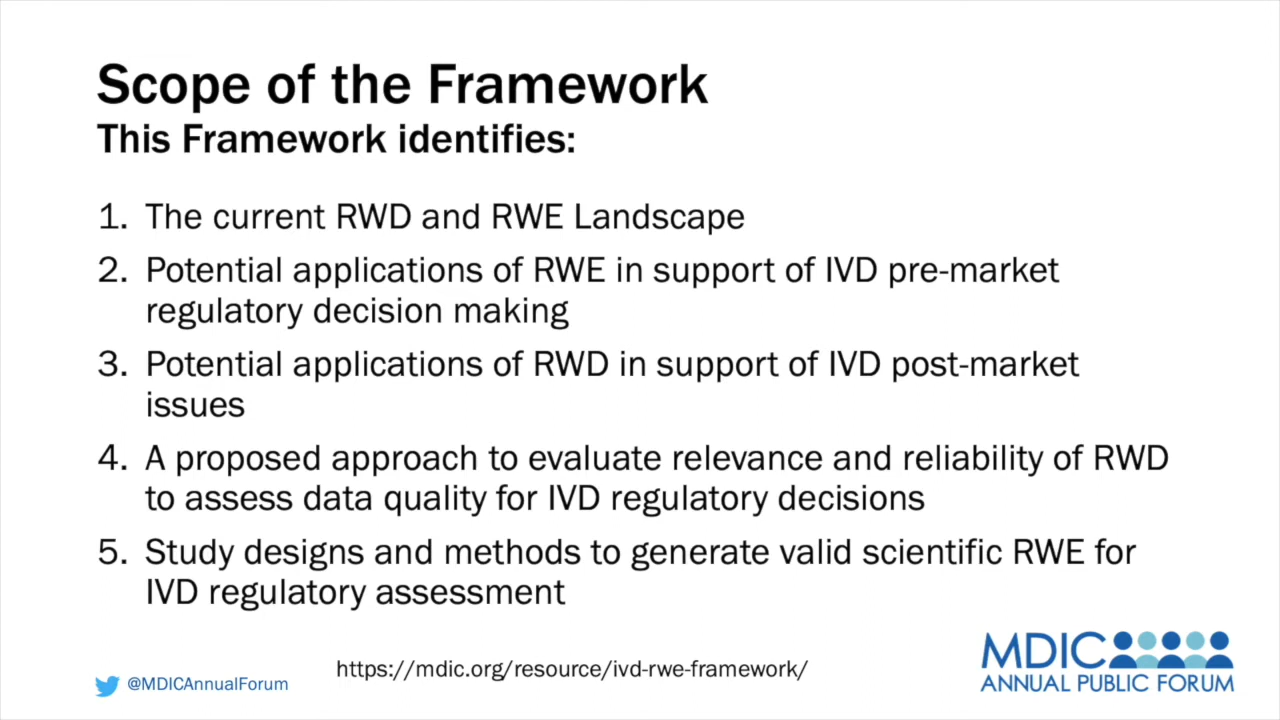 Scope of the Framework
This Framework identifies:
1. The current RWD and RWE Landscape
2. Potential applications of RWE in support of IVD pre-market
regulatory decision making
3. Potential applications of RWD in support of IVD post-market
issues
4. A proposed approach to evaluate relevance and reliability of RWD
to assess data quality for IVD regulatory decisions
5. Study designs and methods to generate valid scientific RWE for
IVD regulatory assessment
https://mdic.org/resource/ivd-rwe-framework/
@MDICAnnualForum
MDIC
ANNUAL PUBLIC FORUM